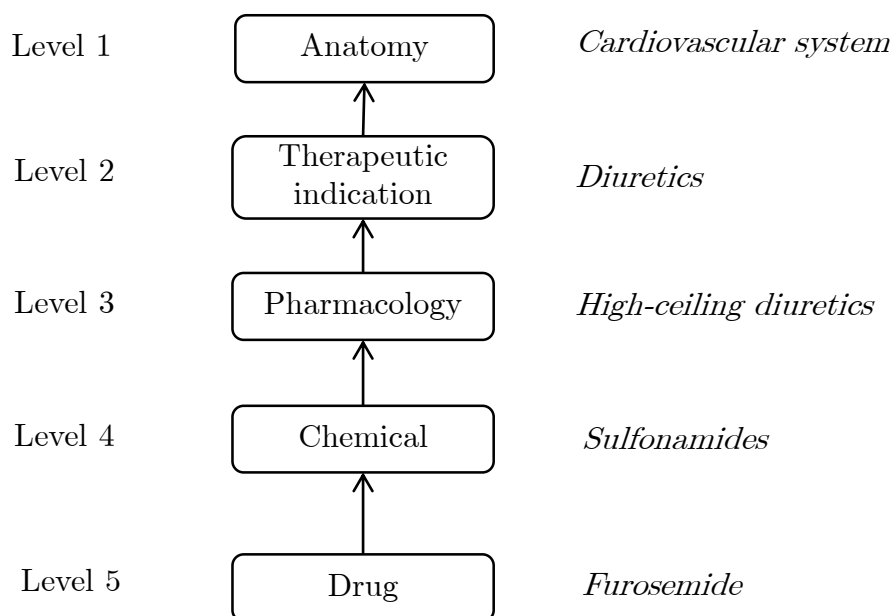 Level 1
Anatomy
Cardiovascular system
Level 2
Therapeutic
indication
Diuretics
Level 3
Pharmacology
High-ceiling diuretics
Level 4
Chemical
Sulfonamides
Level 5
Drug
Furosemide